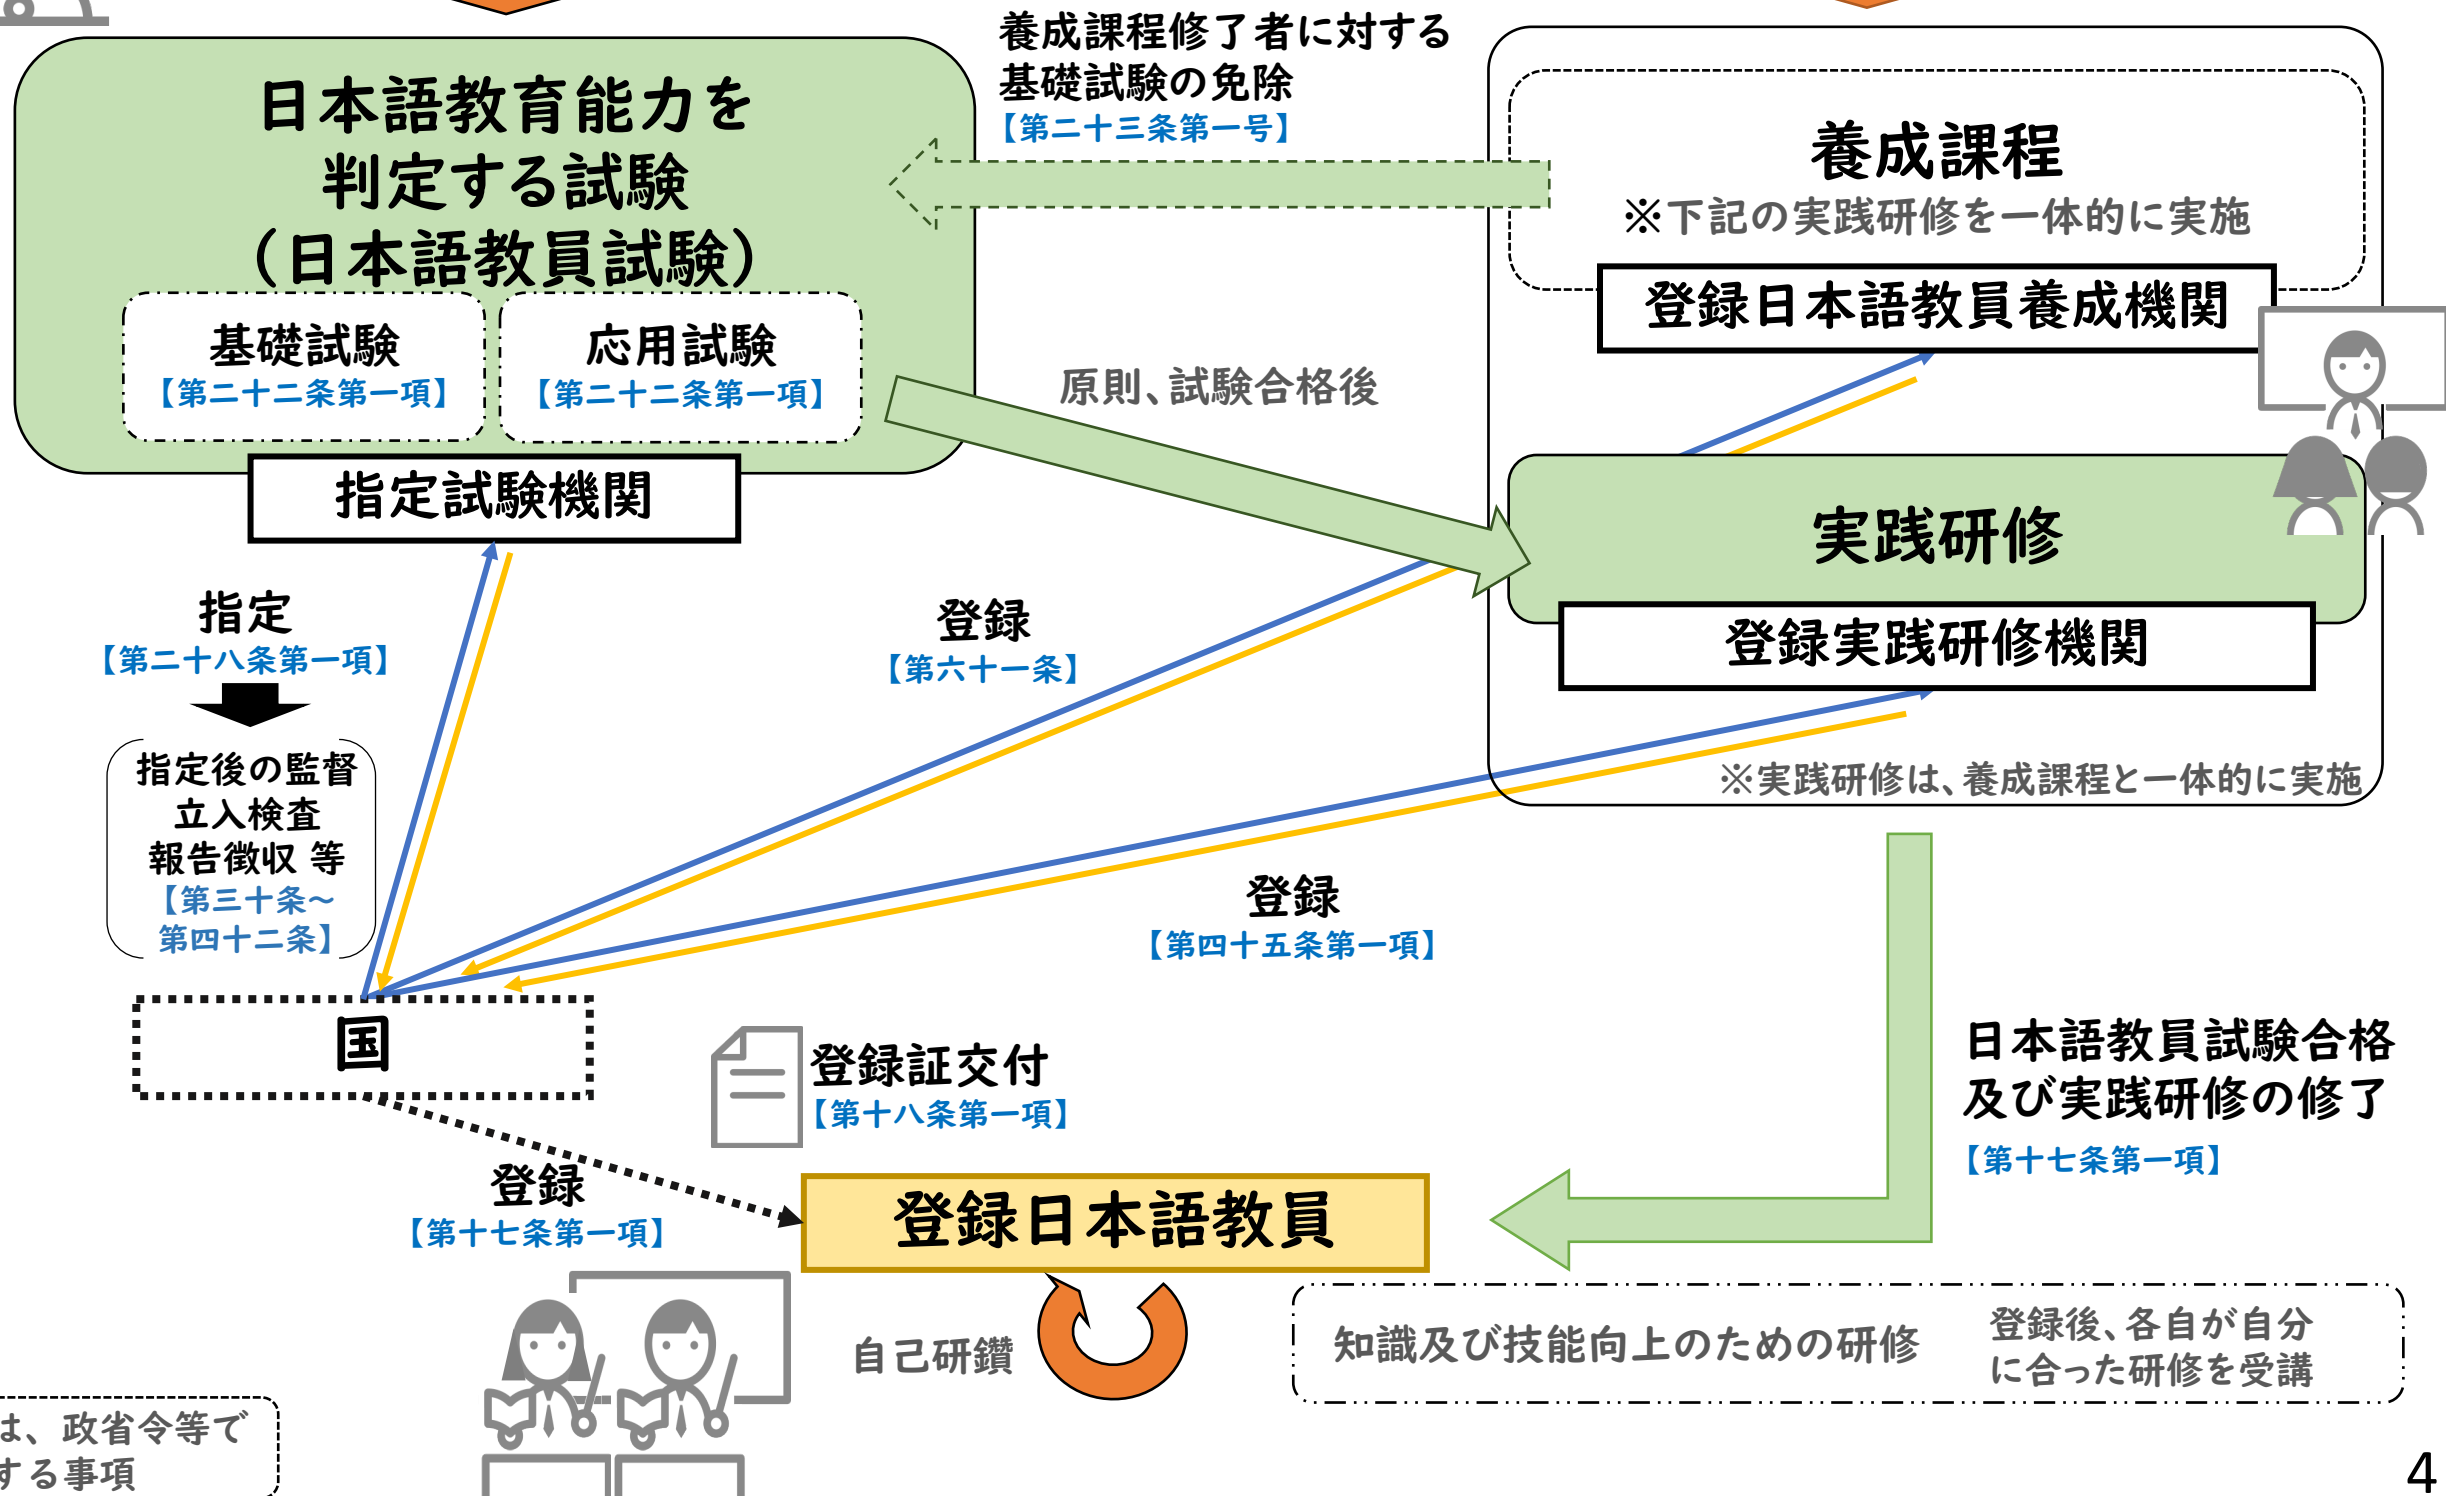 養成課程修了者に対する
基礎試験の免除
【第二十三条第一号】
日本語教育能力を
判定する試験
（日本語教員試験）
基礎試験
【第二十二条第一項】
応用試験
【第二十二条第一項】
指定試験機関
養成課程
※下記の実践研修を一体的に実施
登録日本語教員養成機関
原則、試験合格後
実践研修
登録実践研修機関
※実践研修は、養成課程と一体的に実施
指定
【第二十八条第一項】
指定後の監督
立入検査
報告徴収 等
【第三十条～
第四十二条】
登録
【第六十一条】
登録
【第四十五条第一項】
国
登録証交付
【第十八条第一項】
登録
【第十七条第一項】
登録日本語教員
日本語教員試験合格
及び実践研修の修了
【第十七条第一項】
自己研鑽
知識及び技能向上のための研修
登録後、各自が自分
に合った研修を受講
は、政省令等で
する事項
4